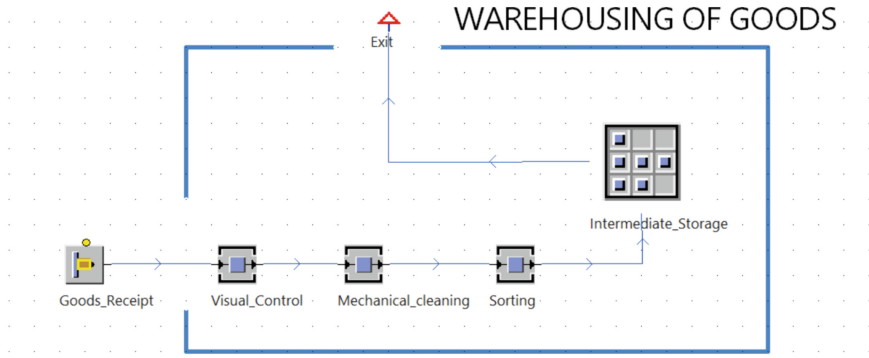 WAREHOUSING OF GOODS
Exit
Intermediate_Storage
Goods_Receipt
Visual_Control
Mechanical_cleaning
Sorting